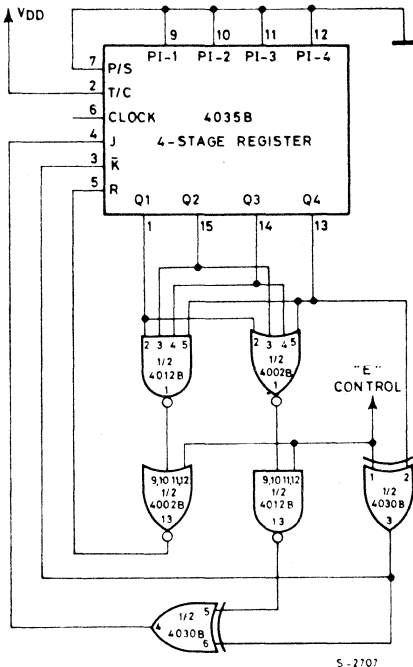 VDD
9 10 11 12
7 P/S PI-1 PI-2 PI-3 PI-4
2 T/C
6 CLOCK 4035B
4 J 4-STAGE REGISTER
3 K̅
5 R
Q1 Q2 Q3 Q4
1 15 14 13
2 3 4 5
1/2
4012B
1
2 3 4 5
1/2
4002B
1
"E"
CONTROL
9,10 11,12
1/2
4002B
13
9,10 11,12
1/2
4012B
13
1 2
1/2
4030B
3
4 1/2
4030B
5
6
S-2707